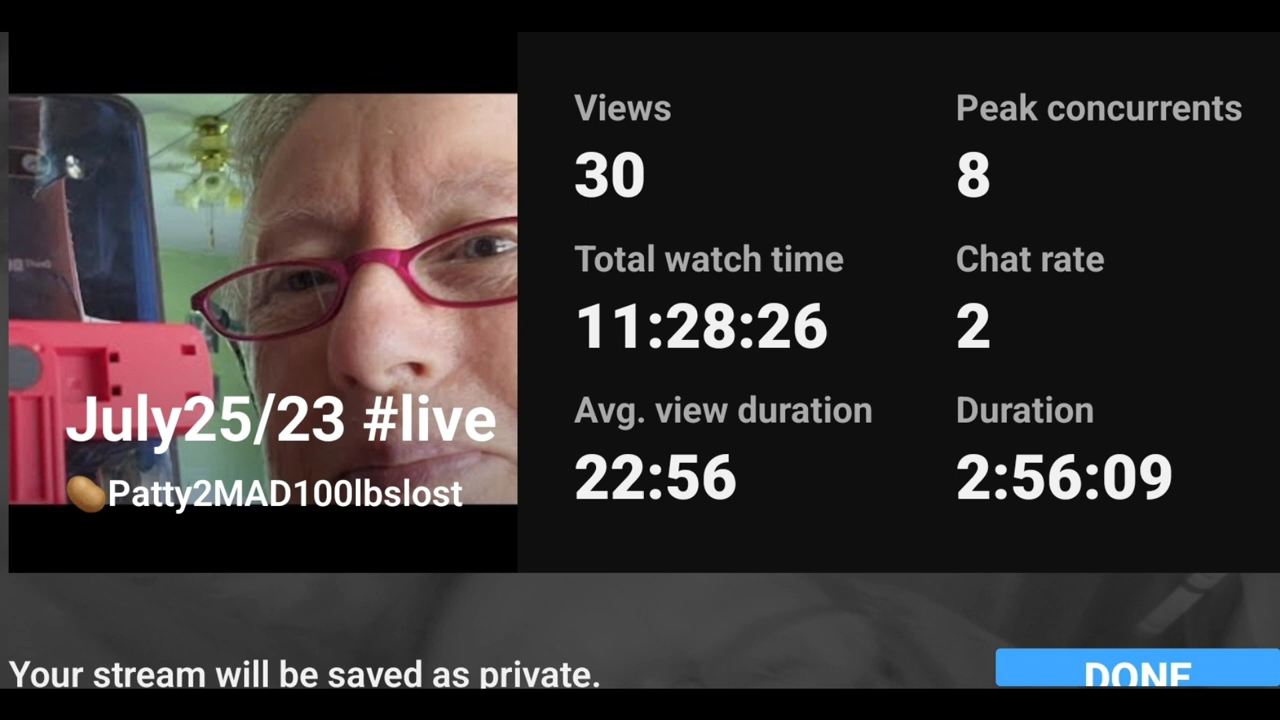 Views
Peak concurrents
30
8
Total watch time
Chat rate
11:28:26
2
Avg. view duration
Duration
22:56
2:56:09
July25/23 #live
🥔Patty2MAD100lbslost
Your stream will be saved as private.
DONE